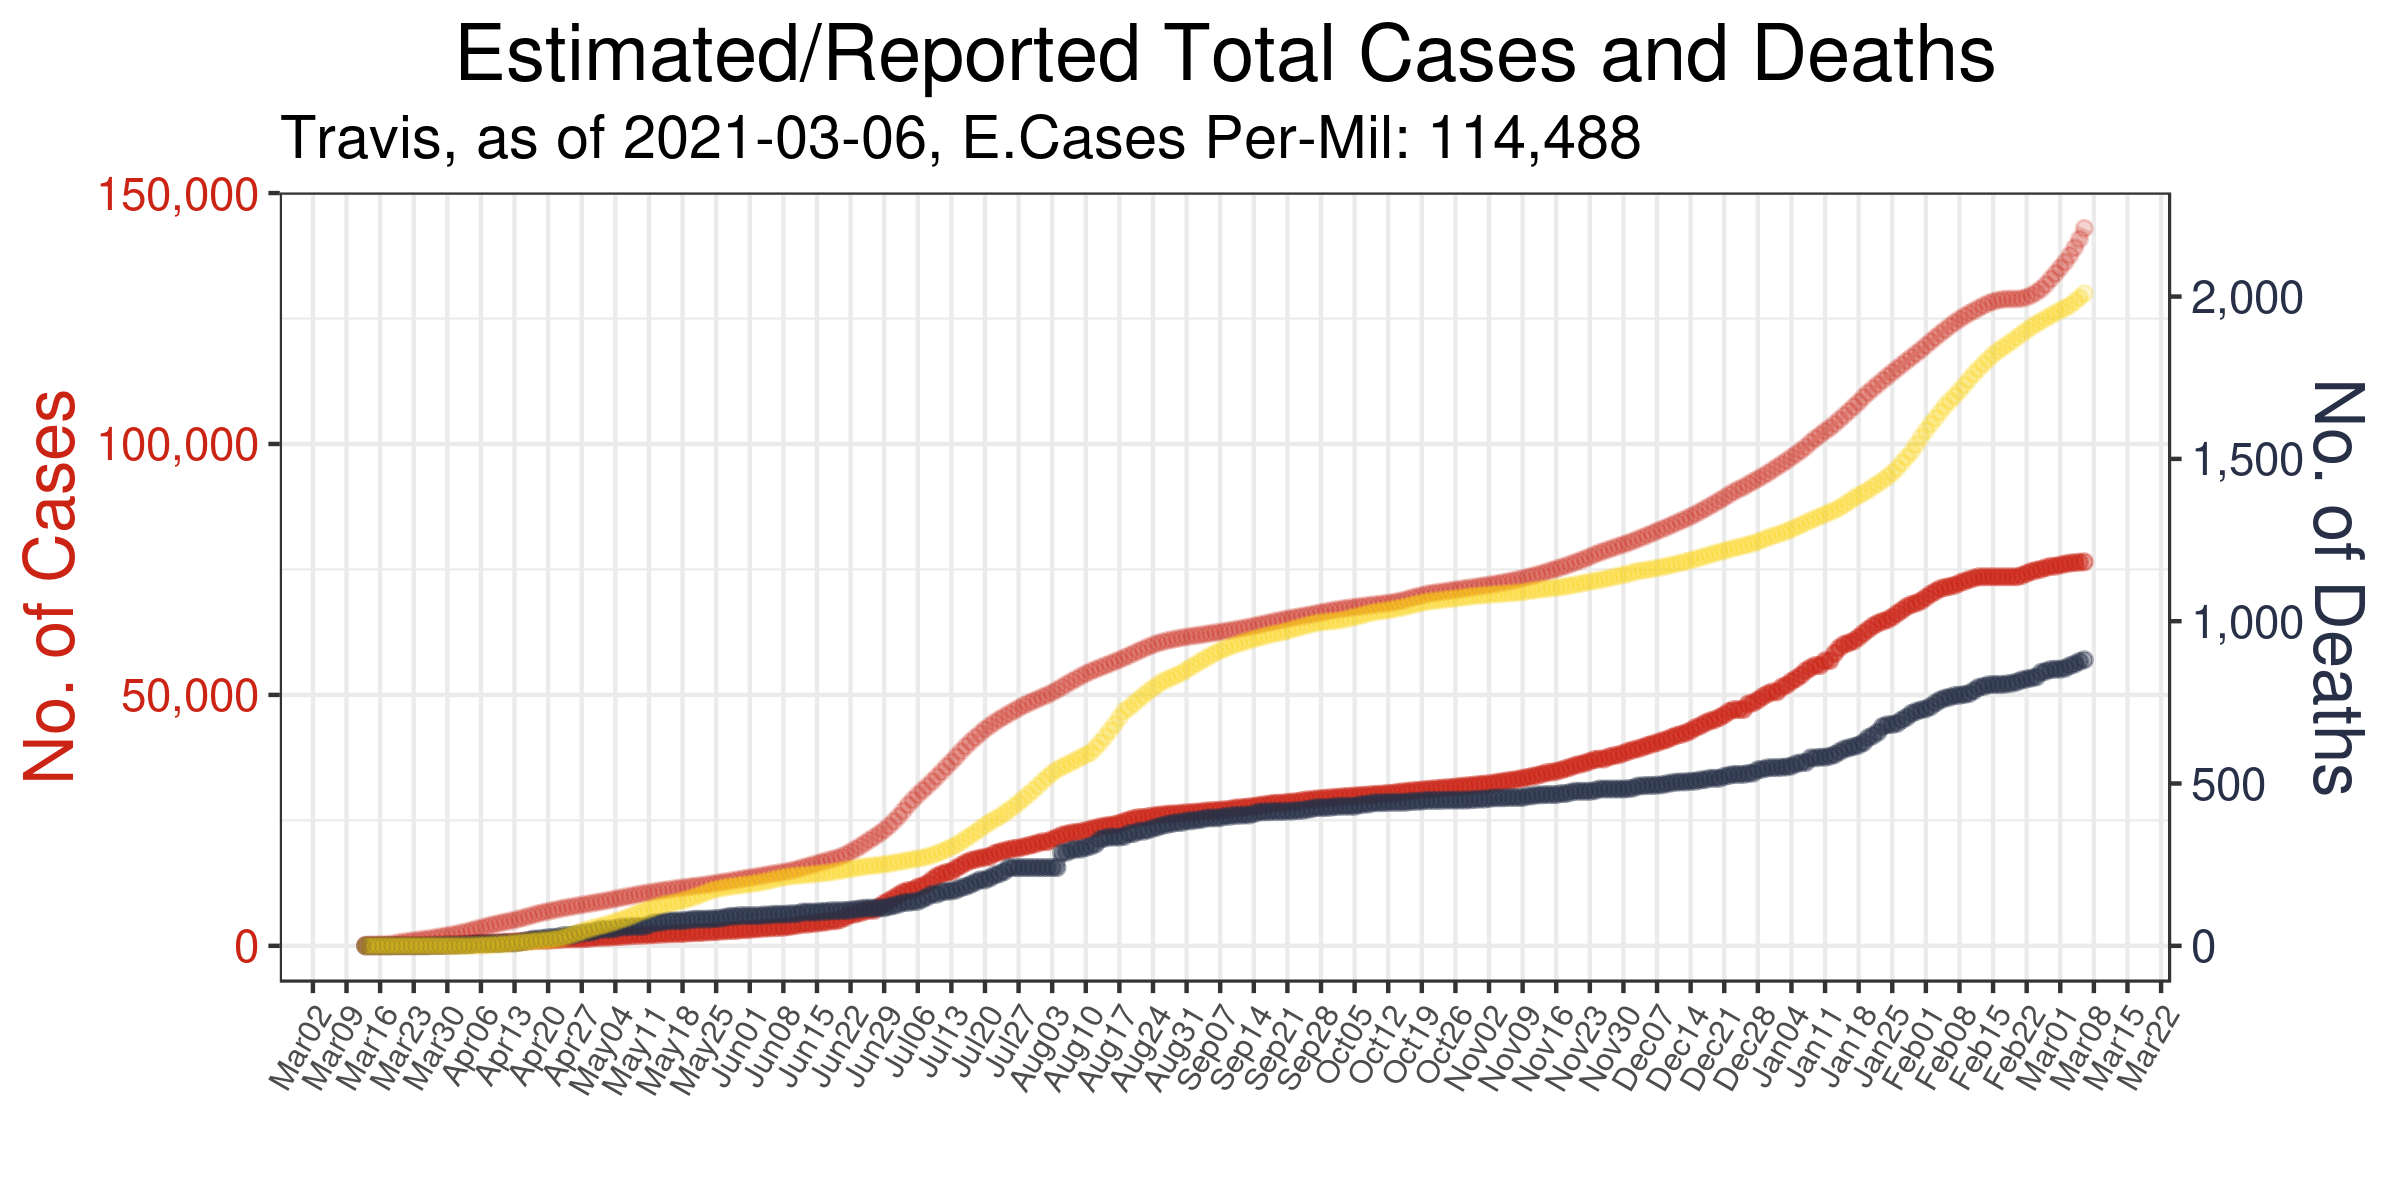 Estimated/Reported Total Cases and Deaths
Travis, as of 2021-03-06, E.Cases Per-Mil: 114,488
No. of Cases
150,000
100,000
50,000
0
2,000
1,500
1,000
500
0
No. of Deaths
Mar02
Mar09
Mar16
Mar23
Mar30
Apr06
Apr13
Apr20
Apr27
May04
May11
May18
May25
Jun01
Jun08
Jun15
Jun22
Jun29
Jul06
Jul13
Jul20
Jul27
Aug03
Aug10
Aug17
Aug24
Aug31
Sep07
Sep14
Sep21
Sep28
Oct05
Oct12
Oct19
Oct26
Nov02
Nov09
Nov16
Nov23
Nov30
Dec07
Dec14
Dec21
Dec28
Jan04
Jan11
Jan18
Jan25
Feb01
Feb08
Feb15
Feb22
Mar01
Mar08
Mar15
Mar22